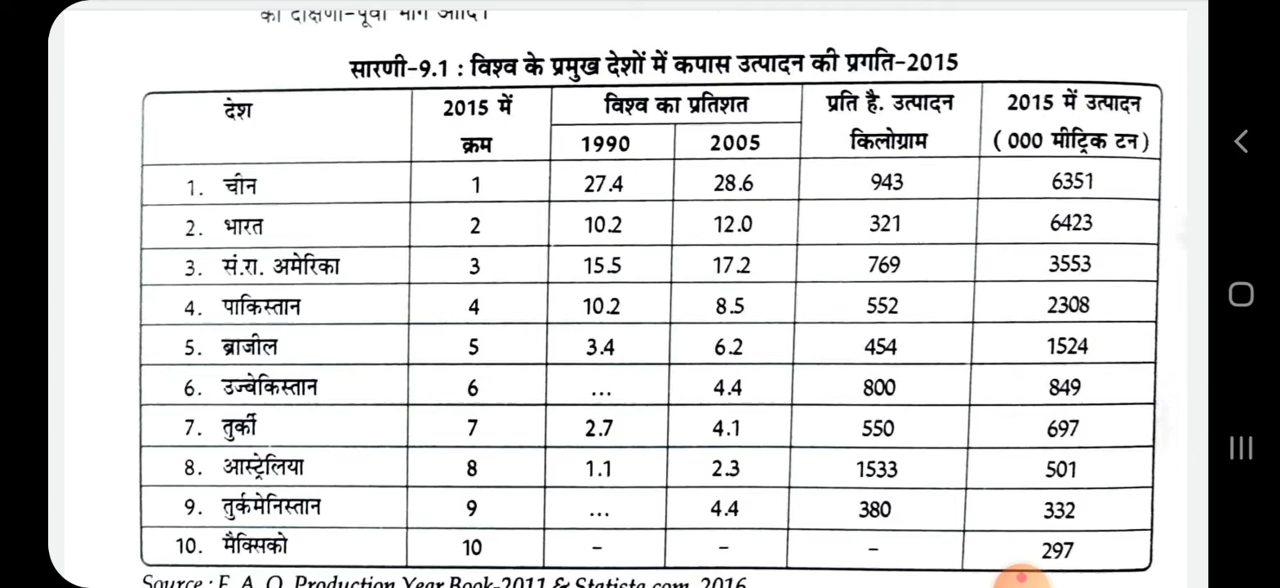 की दक्षिणी-पूर्वी भाग आदि।
सारणी-9.1 : विश्व के प्रमुख देशों में कपास उत्पादन की प्रगति-2015
देश 2015 में क्रम विश्व का प्रतिशत प्रति है. उत्पादन किलोग्राम 2015 में उत्पादन (000 मीट्रिक टन)
1990 2005
1. चीन 1 27.4 28.6 943 6351
2. भारत 2 10.2 12.0 321 6423
3. सं.रा. अमेरिका 3 15.5 17.2 769 3553
4. पाकिस्तान 4 10.2 8.5 552 2308
5. ब्राजील 5 3.4 6.2 454 1524
6. उज्बेकिस्तान 6 ... 4.4 800 849
7. तुर्की 7 2.7 4.1 550 697
8. आस्ट्रेलिया 8 1.1 2.3 1533 501
9. तुर्कमेनिस्तान 9 ... 4.4 380 332
10. मैक्सिको 10 – – – 297
Source : F. A. O. Production Year Book-2011 & Statista.com, 2016